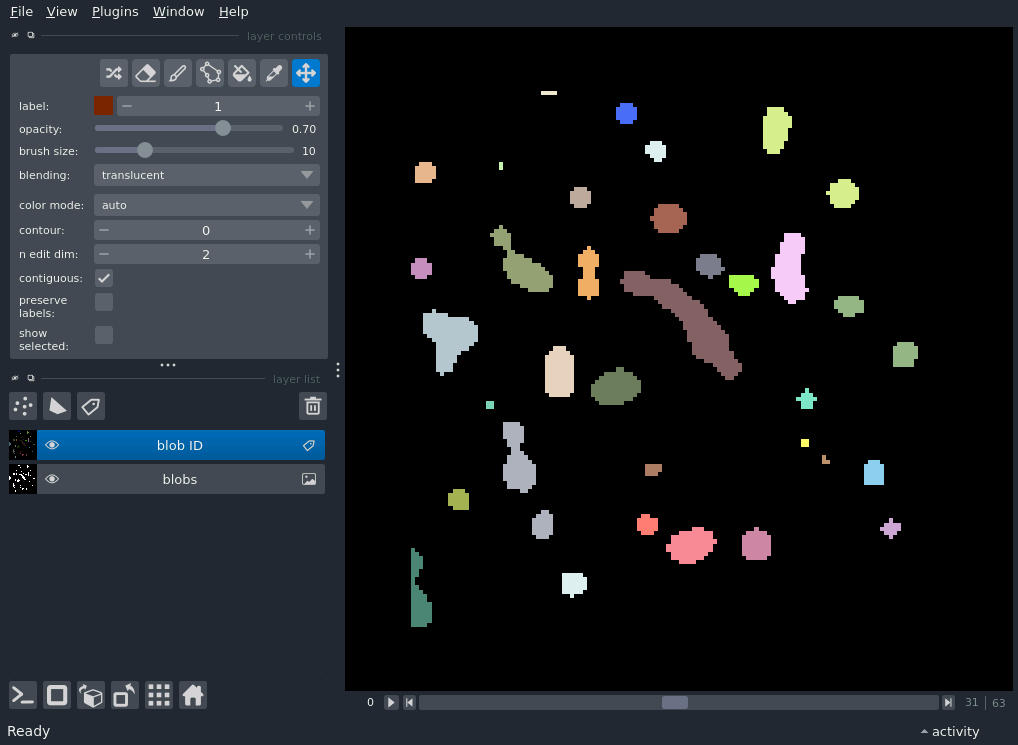 File View Plugins Window Help
layer controls
label: 1
opacity: 0.70
brush size: 10
blending: translucent
color mode: auto
contour: 0
n edit dim: 2
contiguous:
preserve
labels:
show
selected:
layer list
blob ID
blobs
0 31 63
Ready activity